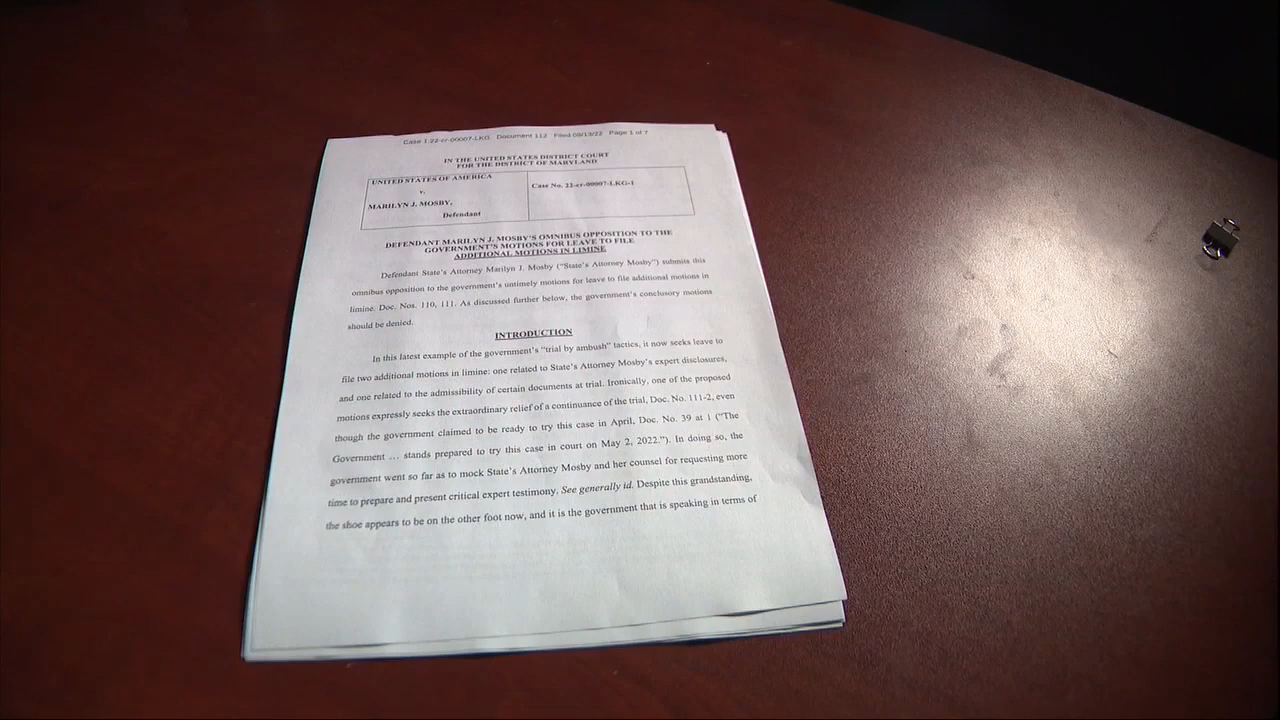 Case 1:22-cr-00007-LKG Document 112 Filed 09/13/22 Page 1 of 7
IN THE UNITED STATES DISTRICT COURT
FOR THE DISTRICT OF MARYLAND
UNITED STATES OF AMERICA
v.
MARILYN J. MOSBY,
Defendant
Case No. 22-cr-00007-LKG-1
DEFENDANT MARILYN J. MOSBY'S OMNIBUS OPPOSITION TO THE
GOVERNMENT'S MOTIONS FOR LEAVE TO FILE
ADDITIONAL MOTIONS IN LIMINE
Defendant State's Attorney Marilyn J. Mosby ("State's Attorney Mosby") submits this
omnibus opposition to the government's untimely motions for leave to file additional motions in
limine. Doc. Nos. 110, 111. As discussed further below, the government's conclusory motions
should be denied.
INTRODUCTION
In this latest example of the government's "trial by ambush" tactics, it now seeks leave to
file two additional motions in limine: one related to State's Attorney Mosby's expert disclosures,
and one related to the admissibility of certain documents at trial. Ironically, one of the proposed
motions expressly seeks the extraordinary relief of a continuance of the trial, Doc. No. 111-2, even
though the government claimed to be ready to try this case in April, Doc. No. 39 at 1 ("The
Government … stands prepared to try this case in court on May 2, 2022."). In doing so, the
government went so far as to mock State's Attorney Mosby and her counsel for requesting more
time to prepare and present critical expert testimony. See generally id. Despite this grandstanding,
the shoe appears to be on the other foot now, and it is the government that is speaking in terms of